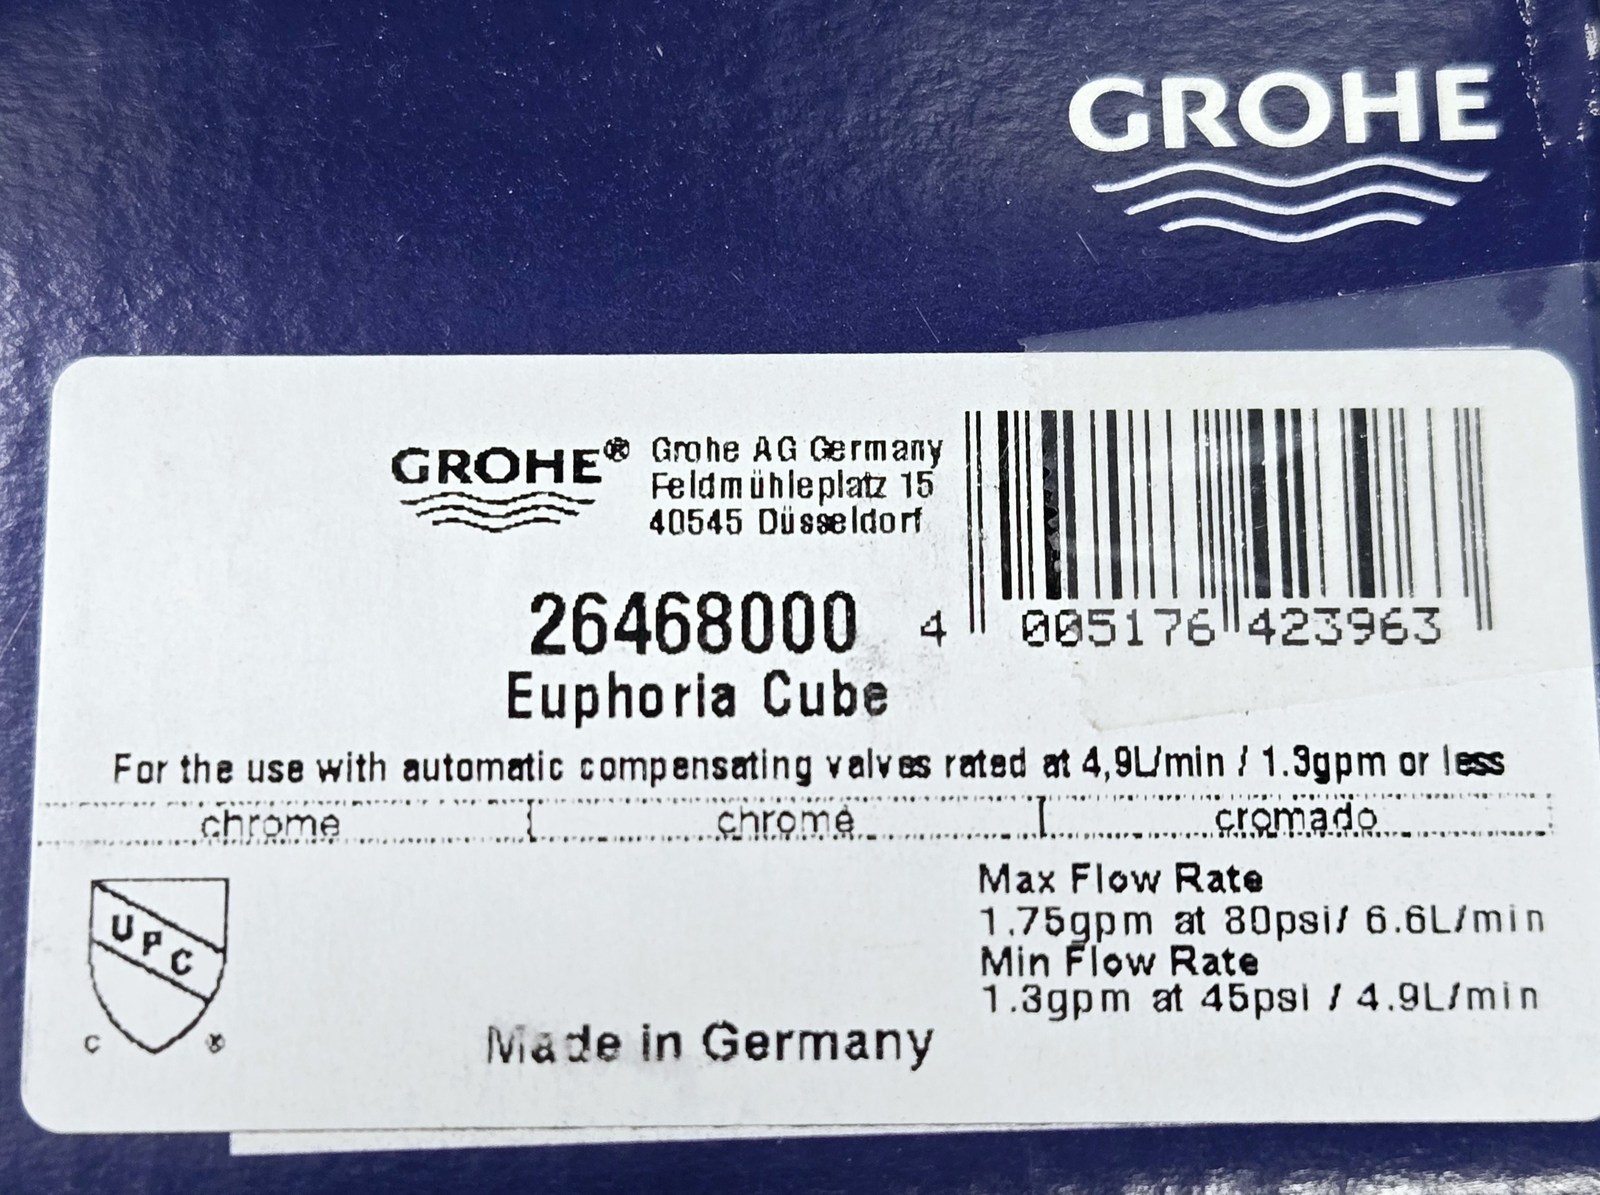 GROHE
GROHE®
Grohe AG Germany
Feldmühleplatz 15
40545 Düsseldorf
26468000
4 005176 423963
Euphoria Cube
For the use with automatic compensating valves rated at 4,9L/min / 1.3gpm or less
chrome chrome cromado
UPC
C ®
Max Flow Rate
1.75gpm at 80psi/ 6.6L/min
Min Flow Rate
1.3gpm at 45psi / 4.9L/min
Made in Germany